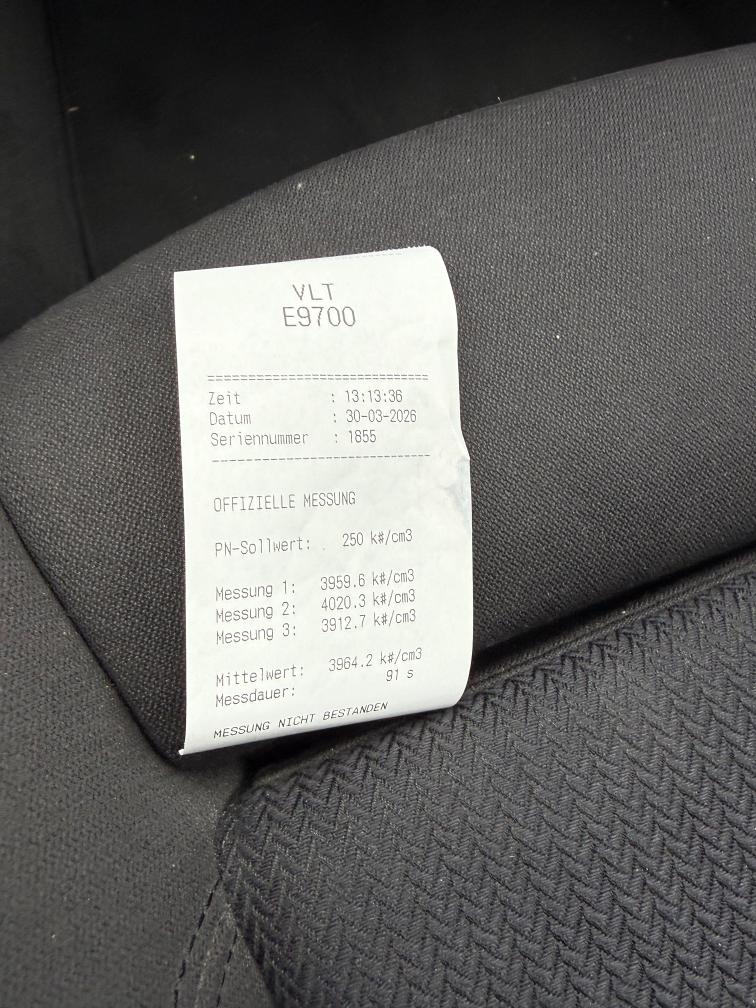 VLT
E9700
============================
Zeit : 13:13:36
Datum : 30-03-2026
Seriennummer : 1855
----------------------------
OFFIZIELLE MESSUNG
PN-Sollwert: 250 k#/cm3
Messung 1: 3959.6 k#/cm3
Messung 2: 4020.3 k#/cm3
Messung 3: 3912.7 k#/cm3
Mittelwert: 3964.2 k#/cm3
Messdauer: 91 s
MESSUNG NICHT BESTANDEN